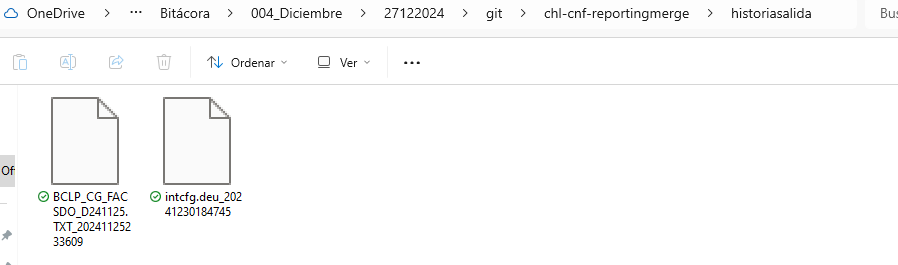 OneDrive > ··· Bitácora > 004_Diciembre > 27122024 > git > chl-cnf-reportingmerge > historiasalida
Bus
Ordenar
Ver
···
Of
BCLP_CG_FAC
SDO_D241125.
TXT_202411252
33609
intcfg.deu_202
41230184745